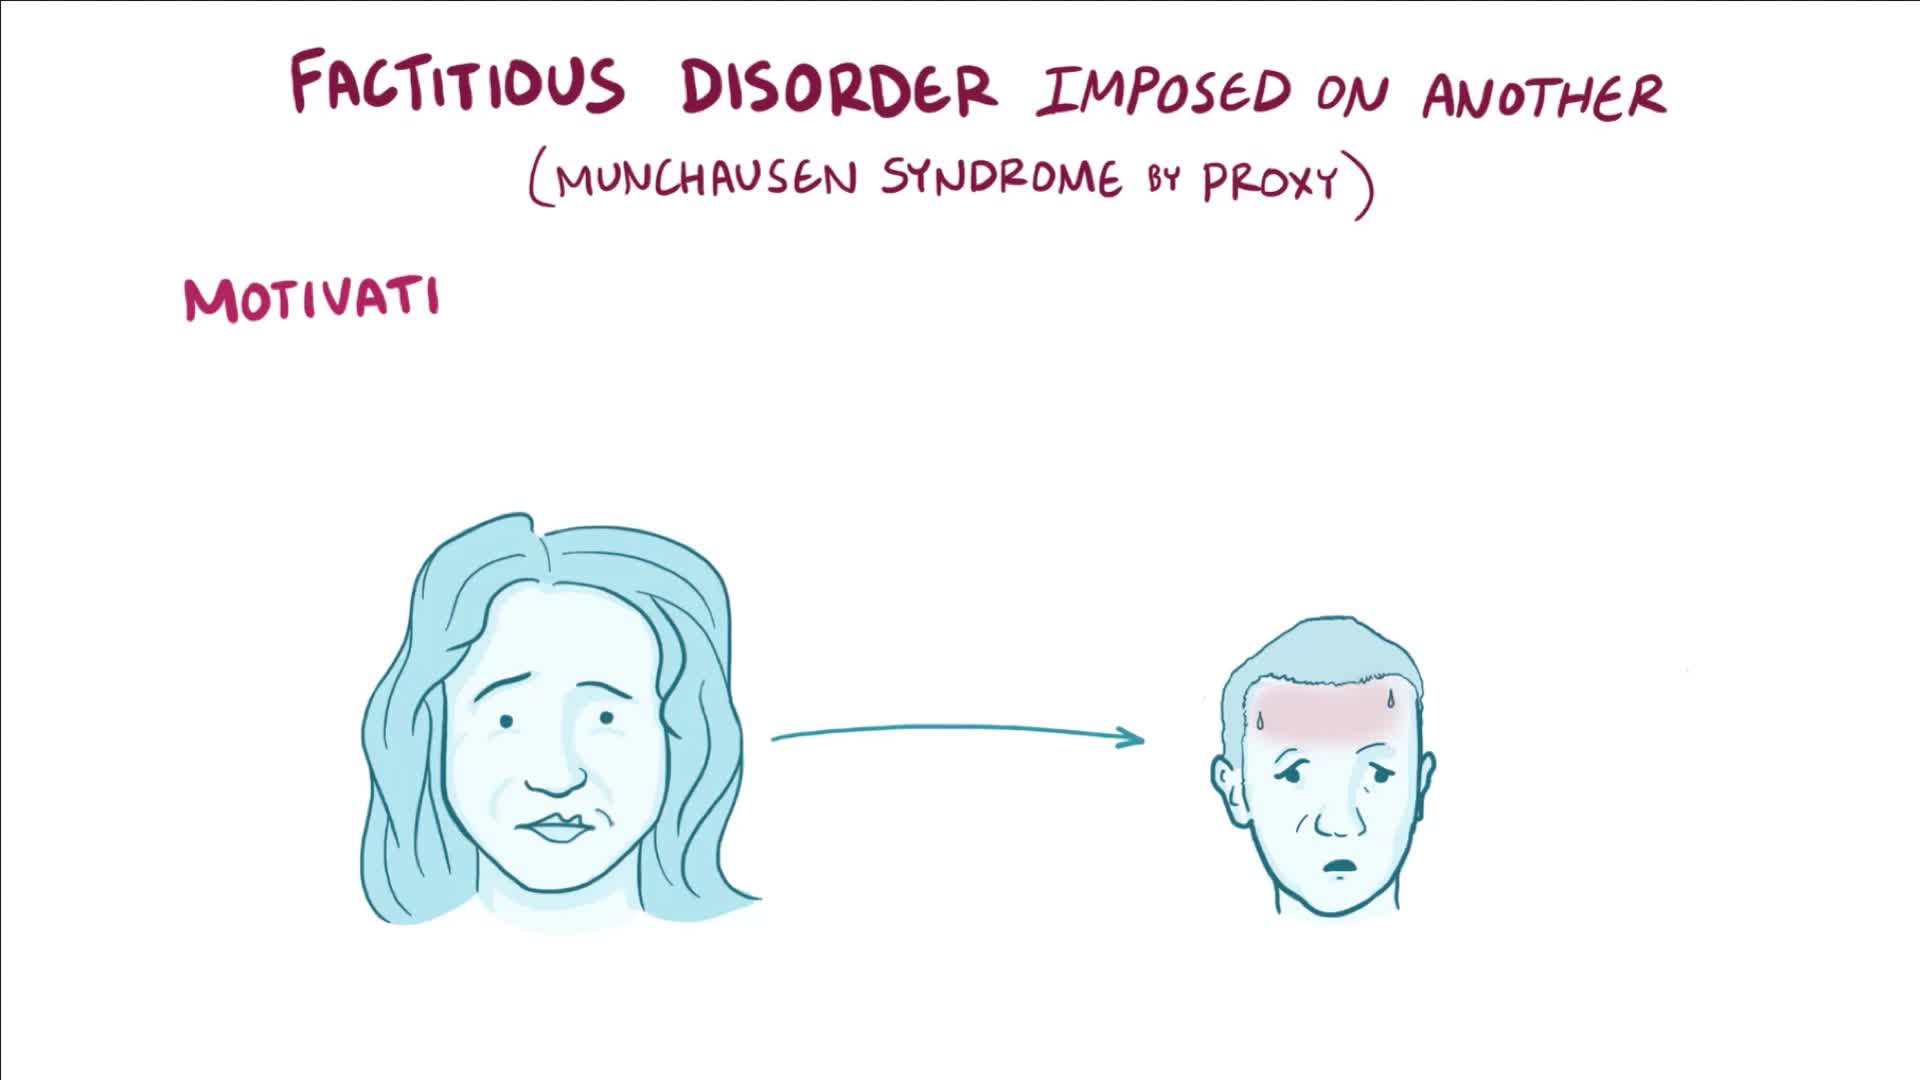 FACTITIOUS DISORDER IMPOSED ON ANOTHER
(MUNCHAUSEN SYNDROME BY PROXY)
MOTIVATI